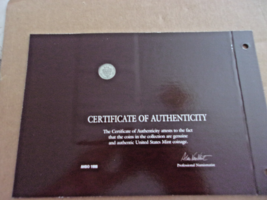 CERTIFICATE OF AUTHENTICITY
The Certificate of Authenticity attests to the fact
that the coins in the collection are genuine
and authentic United States Mint coinage.
Professional Numismatist